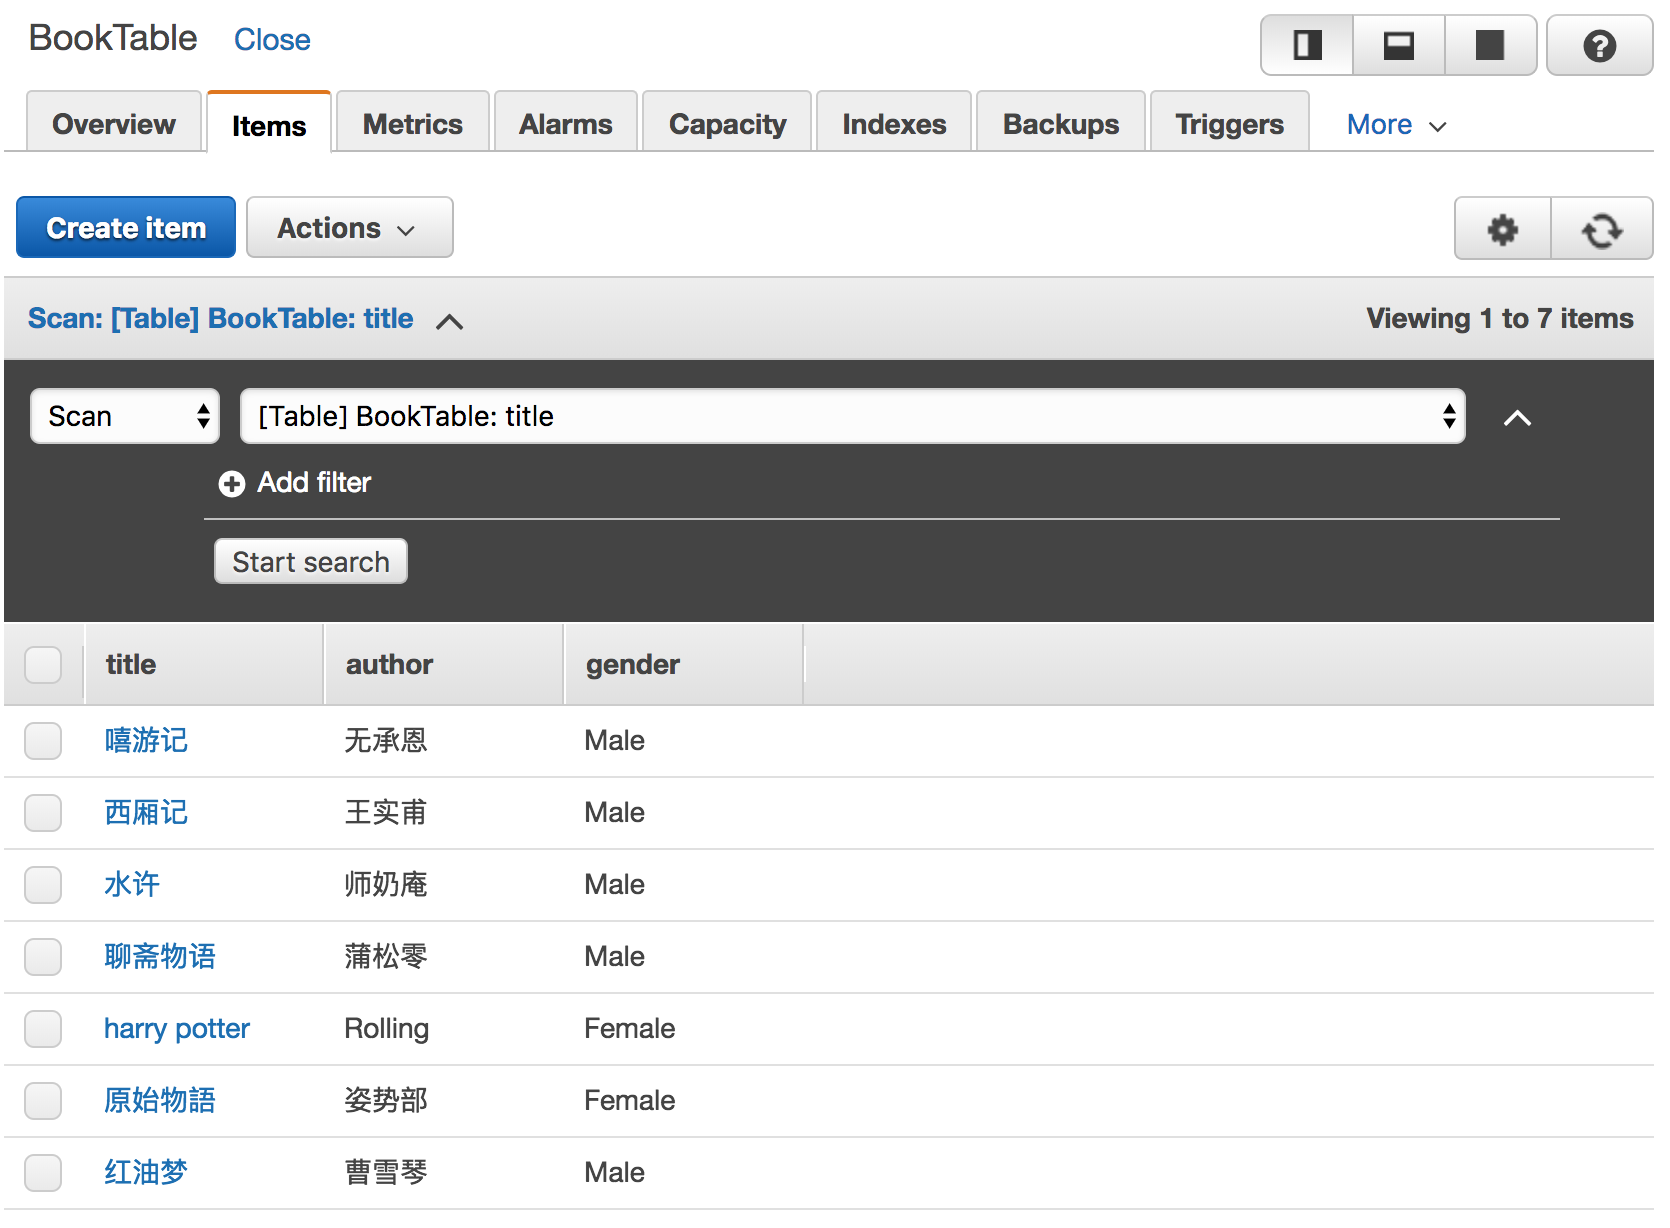 BookTable Close
Overview Items Metrics Alarms Capacity Indexes Backups Triggers More
Create item Actions
Scan: [Table] BookTable: title Viewing 1 to 7 items
Scan [Table] BookTable: title
Add filter
Start search
title author gender
嘻游记 无承恩 Male
西厢记 王实甫 Male
水许 师奶庵 Male
聊斋物语 蒲松零 Male
harry potter Rolling Female
原始物語 姿势部 Female
红油梦 曹雪琴 Male